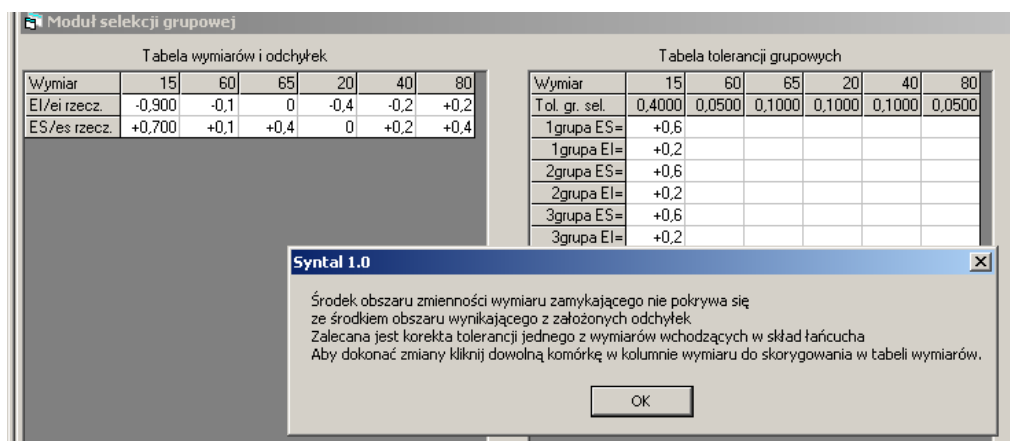 Moduł selekcji grupowej
Tabela wymiarów i odchyłek
Wymiar 15 60 65 20 40 80
EI/ei rzecz. -0,900 -0,1 0 -0,4 -0,2 +0,2
ES/es rzecz. +0,700 +0,1 +0,4 0 +0,2 +0,4
Tabela tolerancji grupowych
Wymiar 15 60 65 20 40 80
Tol. gr. sel. 0,4000 0,0500 0,1000 0,1000 0,1000 0,0500
1grupa ES= +0,6
1grupa EI= +0,2
2grupa ES= +0,6
2grupa EI= +0,2
3grupa ES= +0,6
3grupa EI= +0,2
Syntal 1.0
Środek obszaru zmienności wymiaru zamykającego nie pokrywa się
ze środkiem obszaru wynikającego z założonych odchyłek
Zalecana jest korekta tolerancji jednego z wymiarów wchodzących w skład łańcucha
Aby dokonać zmiany kliknij dowolną komórkę w kolumnie wymiaru do skorygowania w tabeli wymiarów.
OK